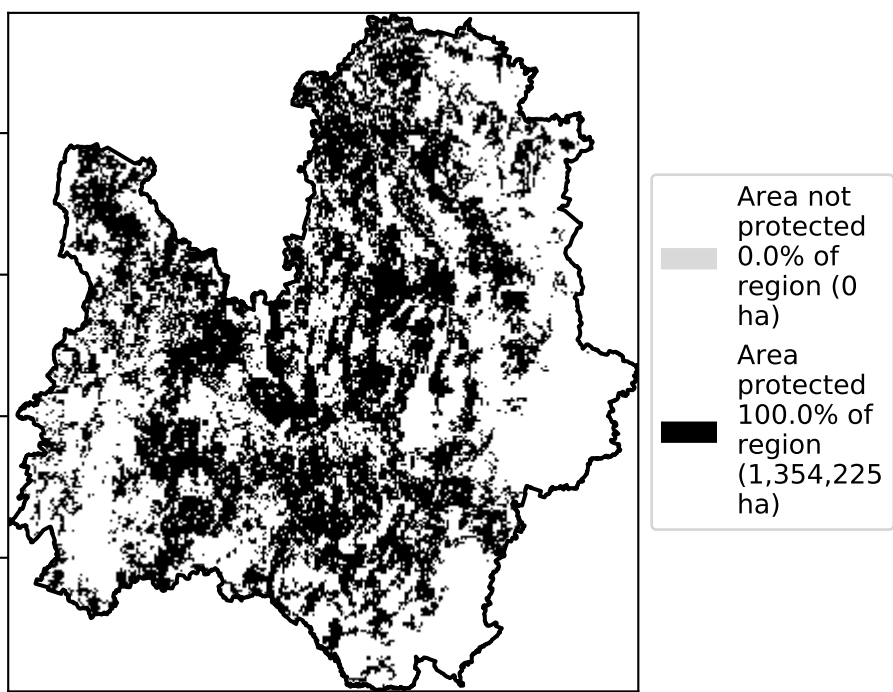 Area not
protected
0.0% of
region (0
ha)
Area
protected
100.0% of
region
(1,354,225
ha)